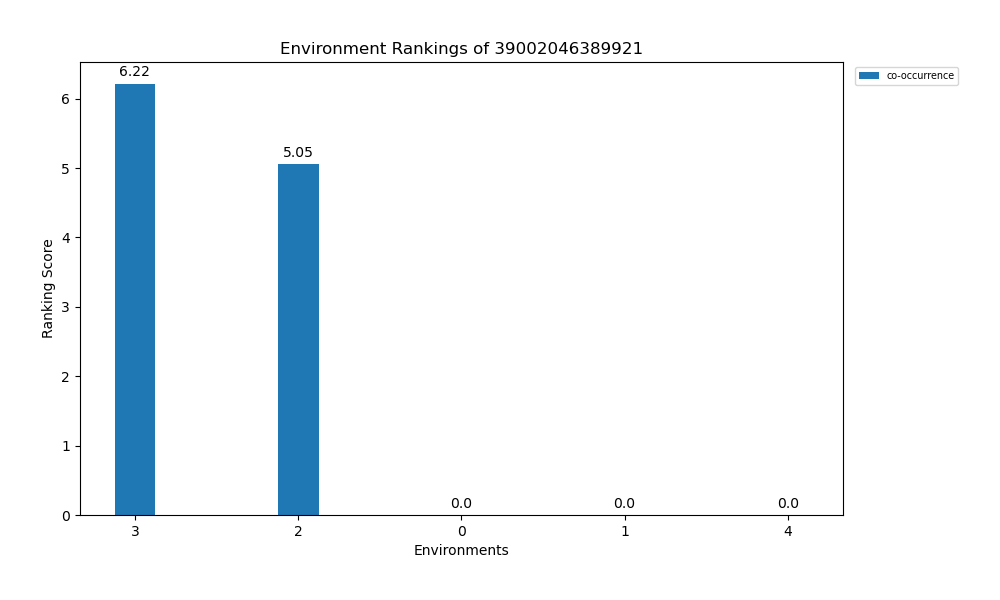 Environment Rankings of 39002046389921
co-occurrence
6.22
5.05
0.0
0.0
0.0
Ranking Score
6
5
4
3
2
1
0
3 2 0 1 4
Environments